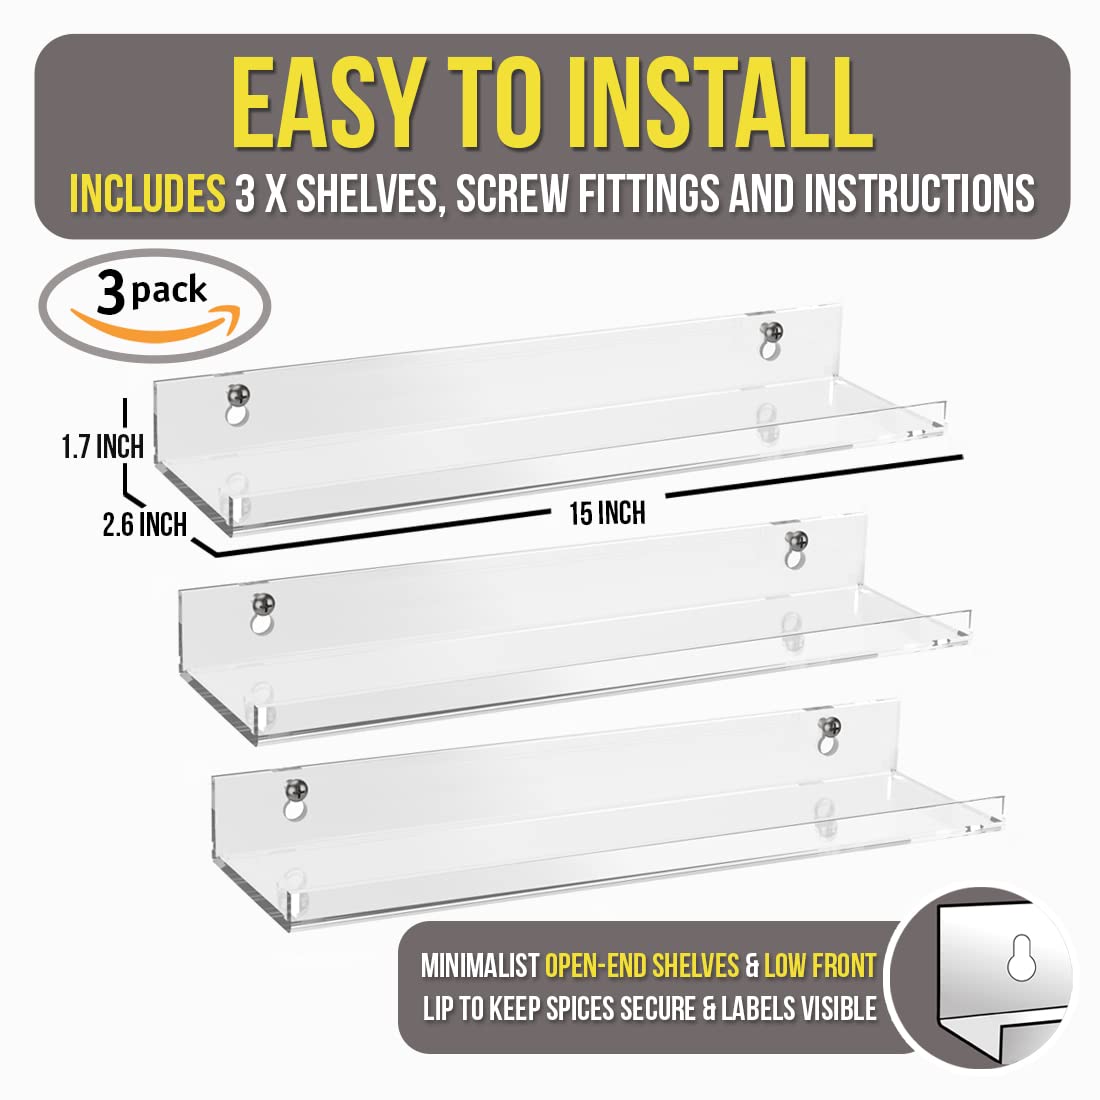 EASY TO INSTALL
INCLUDES 3 X SHELVES, SCREW FITTINGS AND INSTRUCTIONS
3 pack
1.7 INCH
2.6 INCH
15 INCH
MINIMALIST OPEN-END SHELVES & LOW FRONT
LIP TO KEEP SPICES SECURE & LABELS VISIBLE